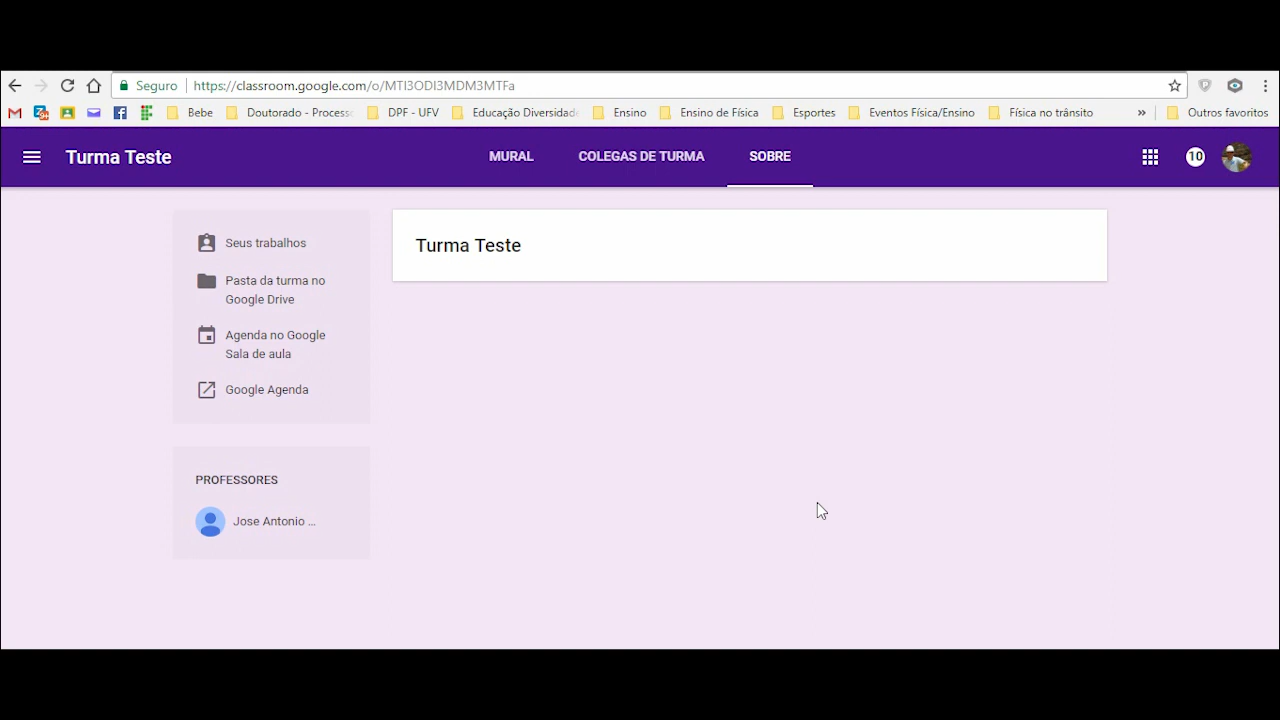 Seguro https://classroom.google.com/o/MTI3ODI3MDM3MTFa
Bebe Doutorado - Process DPF - UFV Educação Diversidad Ensino Ensino de Física Esportes Eventos Física/Ensino Física no trânsito » Outros favoritos
Turma Teste MURAL COLEGAS DE TURMA SOBRE 10
Seus trabalhos
Pasta da turma no
Google Drive
Agenda no Google
Sala de aula
Google Agenda
Turma Teste
PROFESSORES
Jose Antonio ...